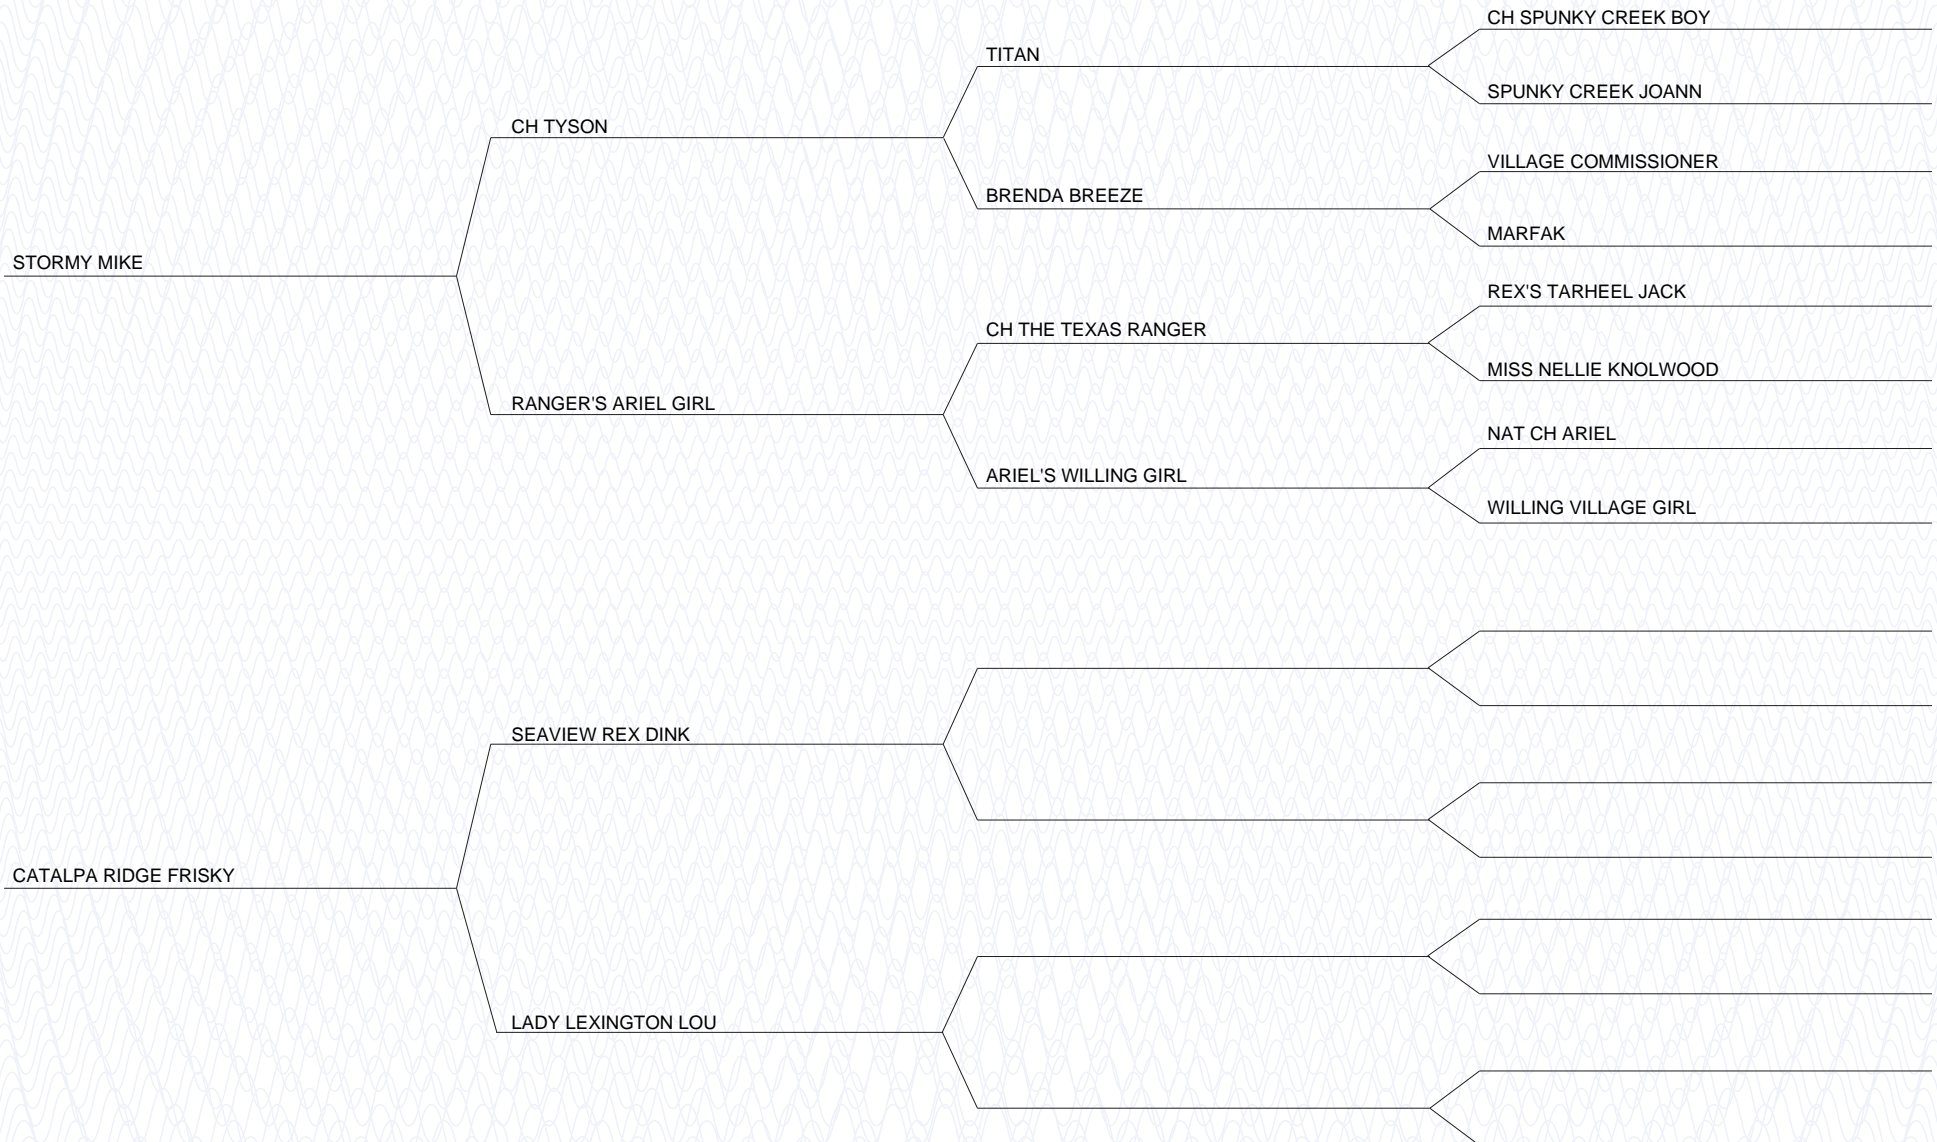 CH SPUNKY CREEK BOY
TITAN
SPUNKY CREEK JOANN
CH TYSON
VILLAGE COMMISSIONER
BRENDA BREEZE
MARFAK
STORMY MIKE
REX'S TARHEEL JACK
CH THE TEXAS RANGER
MISS NELLIE KNOLWOOD
RANGER'S ARIEL GIRL
NAT CH ARIEL
ARIEL'S WILLING GIRL
WILLING VILLAGE GIRL
SEAVIEW REX DINK
CATALPA RIDGE FRISKY
LADY LEXINGTON LOU